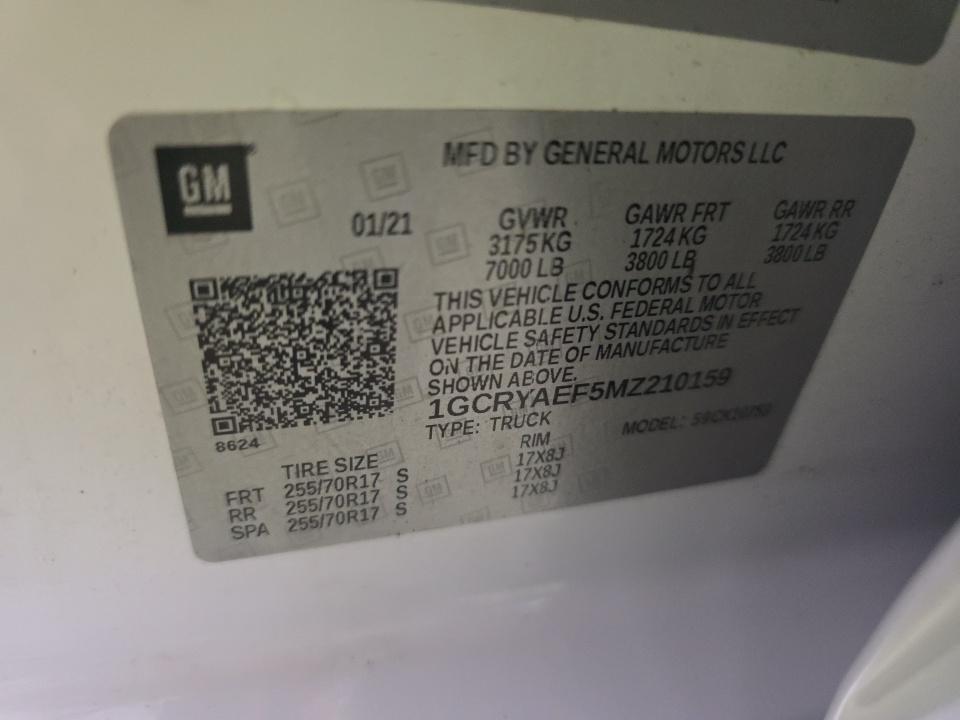 GM
MFD BY GENERAL MOTORS LLC
01/21
GVWR GAWR FRT GAWR RR
3175 KG 1724 KG 1724 KG
7000 LB 3800 LB 3800 LB
THIS VEHICLE CONFORMS TO ALL
APPLICABLE U.S. FEDERAL MOTOR
VEHICLE SAFETY STANDARDS IN EFFECT
ON THE DATE OF MANUFACTURE
SHOWN ABOVE.
1GCRYAEF5MZ210159
TYPE: TRUCK MODEL:
8624
TIRE SIZE RIM
FRT 255/70R17 S 17X8J
RR 255/70R17 S 17X8J
SPA 255/70R17 S 17X8J